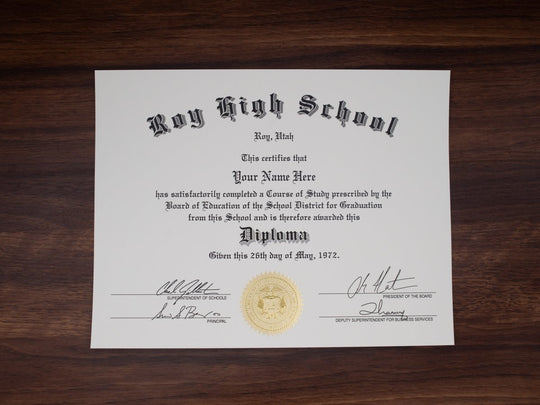 Roy High School
Roy, Utah
This certifies that
Your Name Here
has satisfactorily completed a Course of Study prescribed by the
Board of Education of the School District for Graduation
from this School and is therefore awarded this
Diploma
Given this 26th day of May, 1972.
SUPERINTENDENT OF SCHOOLS
PRESIDENT OF THE BOARD
PRINCIPAL
DEPUTY SUPERINTENDENT FOR BUSINESS SERVICES